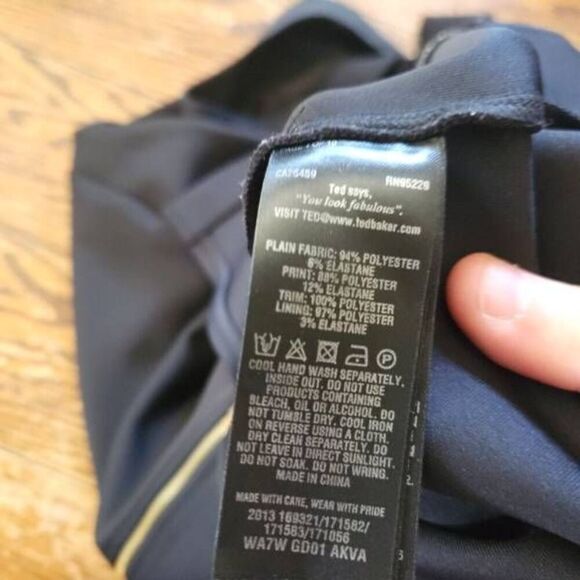 CA26469 RN95229
Ted says,
"You look fabulous".
VISIT TED@www.tedbaker.com
PLAIN FABRIC: 94% POLYESTER
6% ELASTANE
PRINT: 88% POLYESTER
12% ELASTANE
TRIM: 100% POLYESTER
LINING: 97% POLYESTER
3% ELASTANE
COOL HAND WASH SEPARATELY.
INSIDE OUT. DO NOT USE
PRODUCTS CONTAINING
BLEACH, OIL OR ALCOHOL. DO
NOT TUMBLE DRY. COOL IRON
ON REVERSE USING A CLOTH.
DRY CLEAN SEPARATELY. DO
NOT LEAVE IN DIRECT SUNLIGHT.
DO NOT SOAK. DO NOT WRING.
MADE IN CHINA
MADE WITH CARE, WEAR WITH PRIDE
2013 169321/171582/
171583/171056
WA7W GD01 AKVA